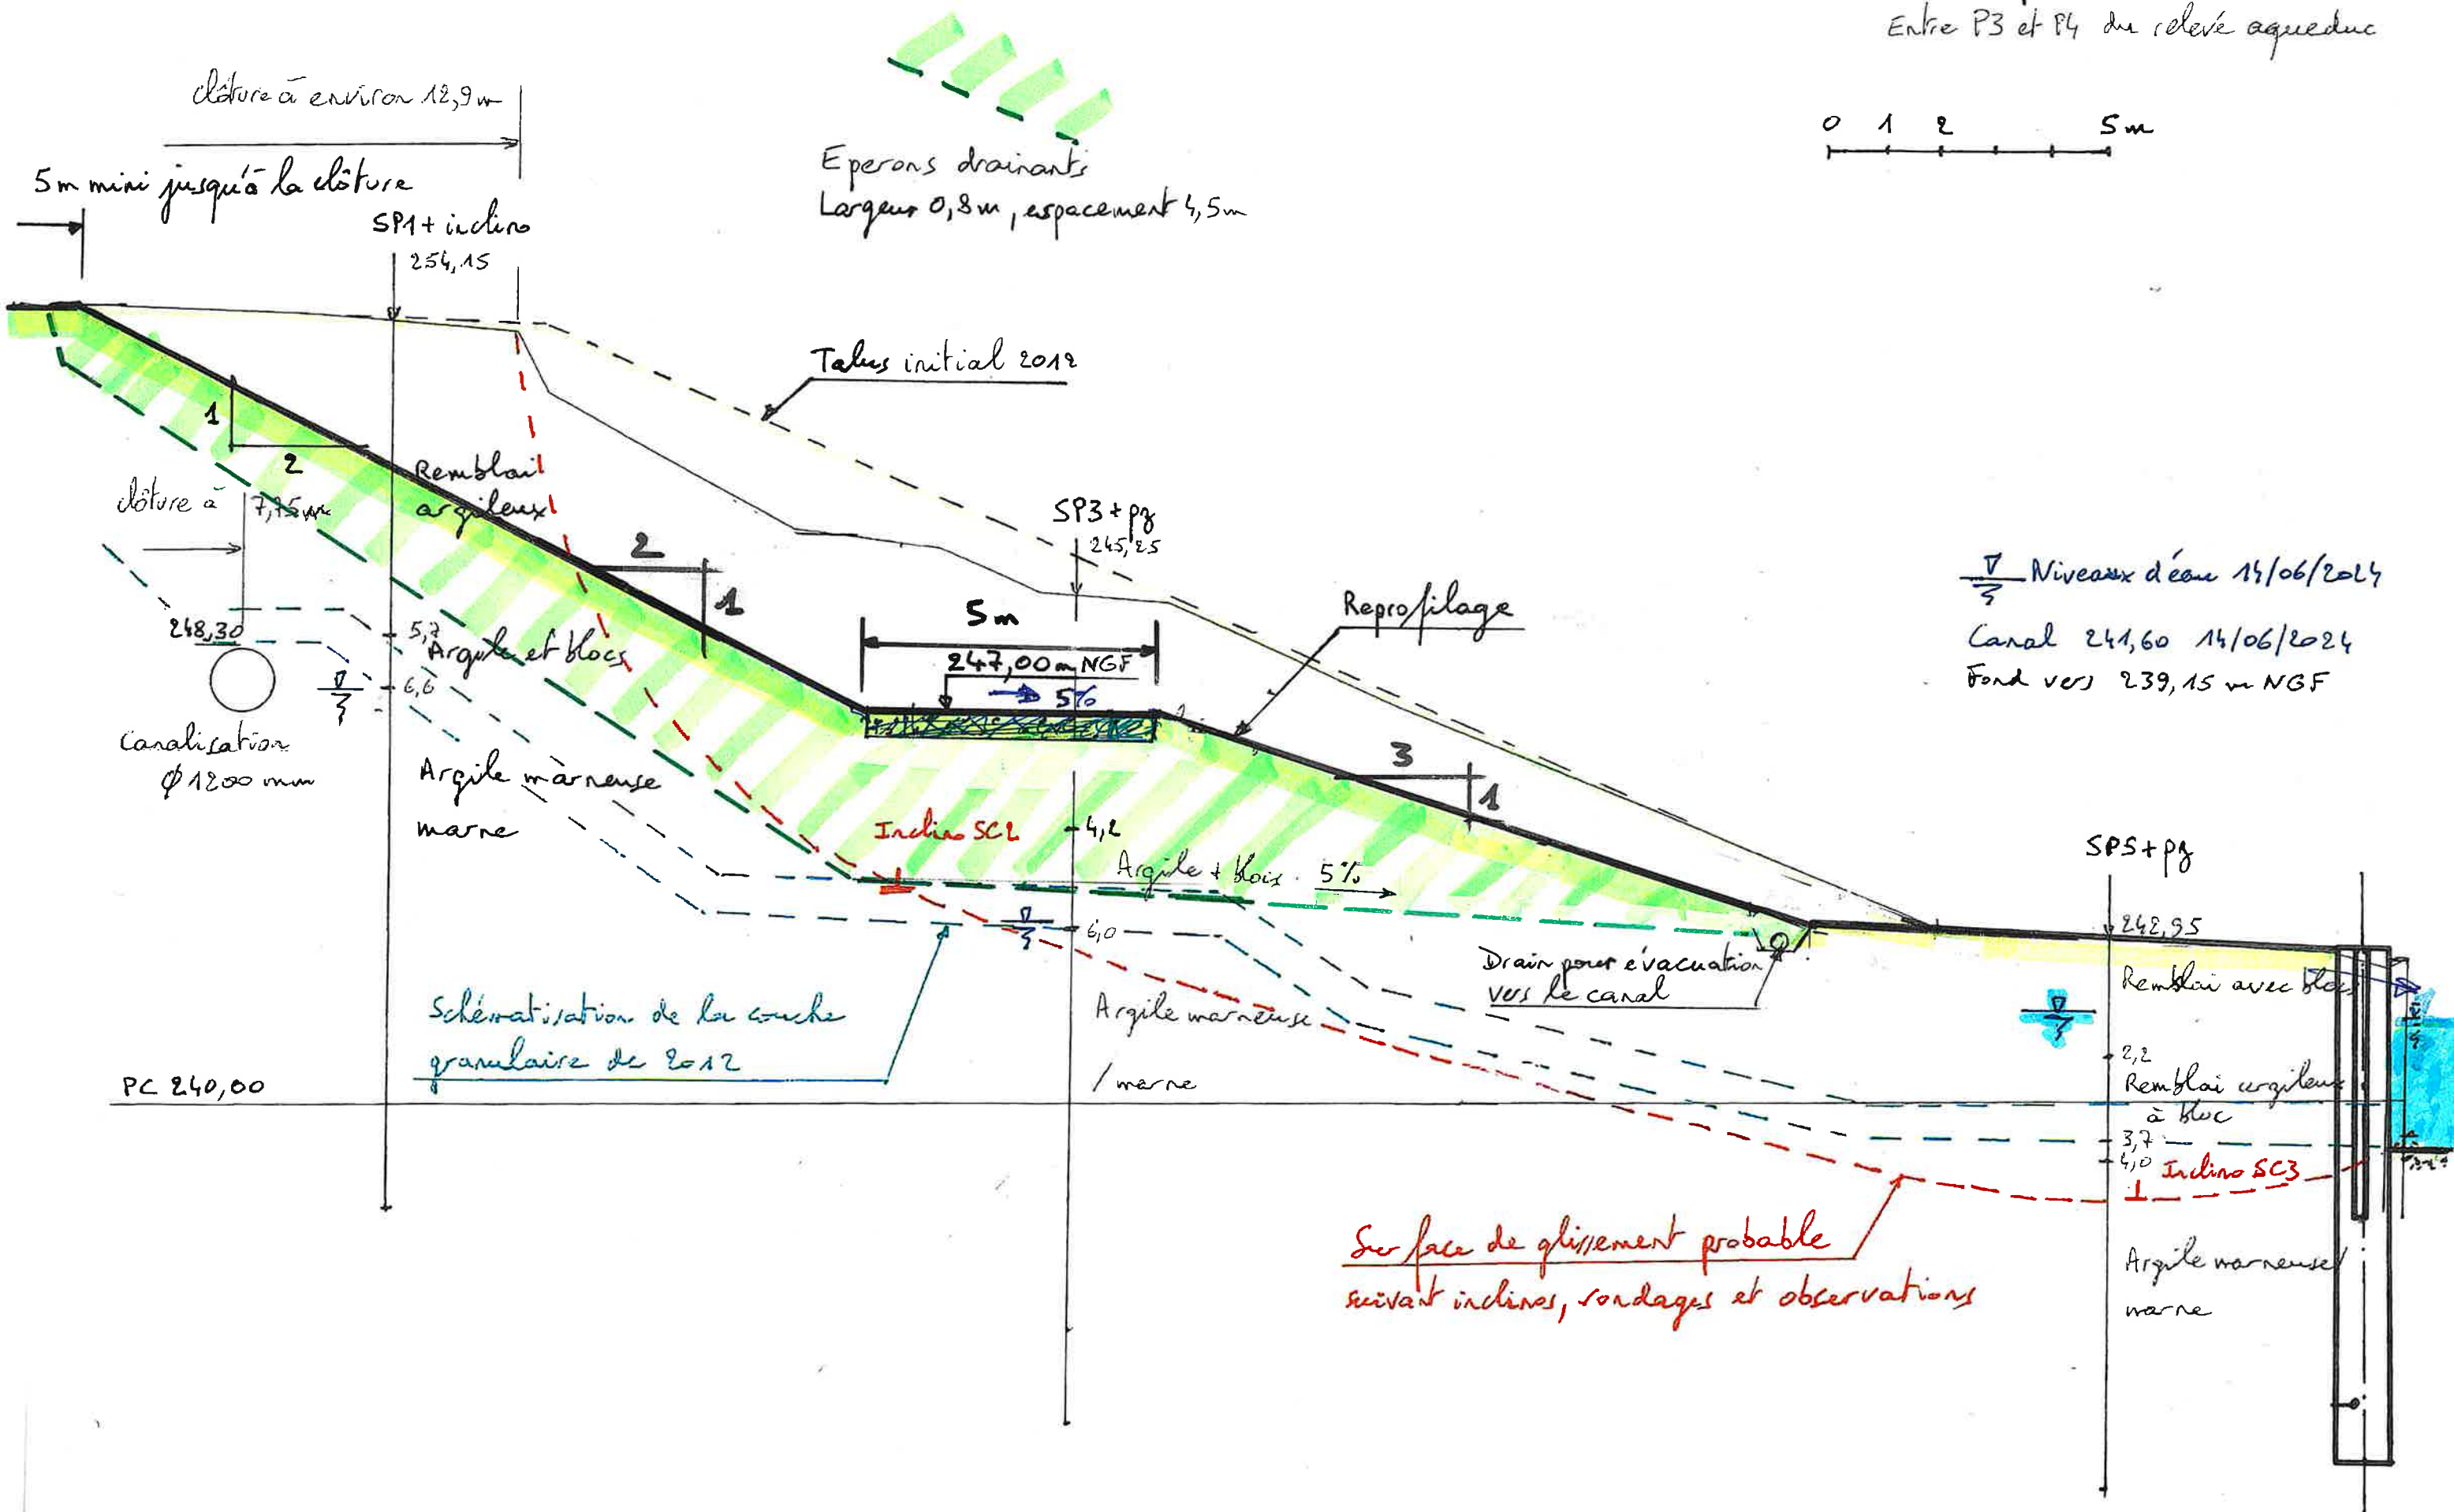 Entre P3 et P4 du relevé aqueduc
0 1 2 5m
clôture à environ 12,9m
5m mini jusqu'à la clôture
SP1 + inclino
254,15
Eperons drainants
Largeur 0,8m, espacement 4,5m
Talus initial 2012
1
2
Remblai
argileux
clôture à 7,75m
2
1
SP3 + pz
245,25
5m
247,00 m NGF
5%
Reprofilage
Niveaux d'eau 14/06/2024
Canal 241,60 14/06/2024
Fond vers 239,15 m NGF
248,30
5,7
Argile et blocs
6,6
Canalisation
Ø 1200 mm
Argile marneuse
marne
3
1
Inclino SC2
4,2
Argile + blocs
5%
SP5 + pz
242,95
6,0
Drain pour évacuation
vers le canal
Remblai avec blocs
Schématisation de la couche
granulaire de 2012
Argile marneuse
/ marne
2,2
Remblai argileux
à bloc
PC 240,00
3,7
4,0
Inclino SC3
Surface de glissement probable
suivant inclinos, sondages et observations
Argile marneuse/
marne